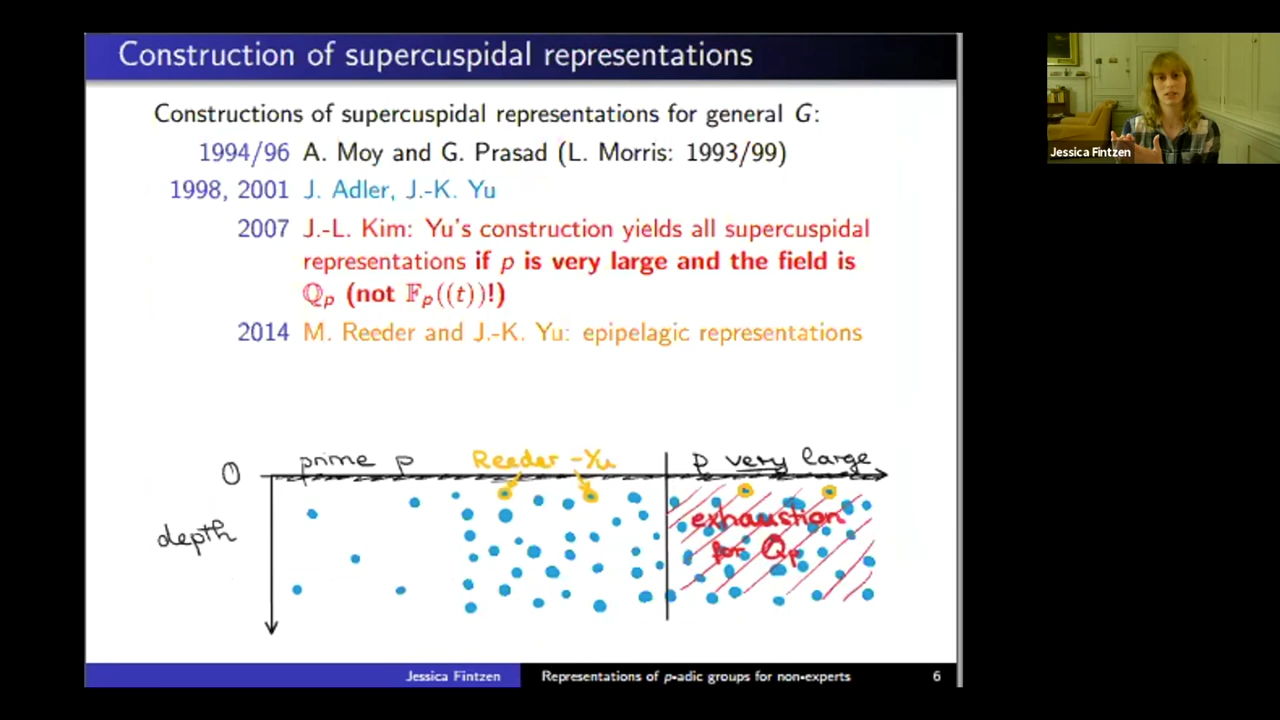 Construction of supercuspidal representations
Constructions of supercuspidal representations for general G:
1994/96 A. Moy and G. Prasad (L. Morris: 1993/99)
1998, 2001 J. Adler, J.-K. Yu
2007 J.-L. Kim: Yu's construction yields all supercuspidal
representations if p is very large and the field is
ℚₚ (not 𝔽ₚ((t))!)
2014 M. Reeder and J.-K. Yu: epipelagic representations
0 prime p Reeder-Yu p very large
depth
exhaustion
for ℚₚ
Jessica Fintzen Representations of p-adic groups for non-experts 6
Jessica Fintzen